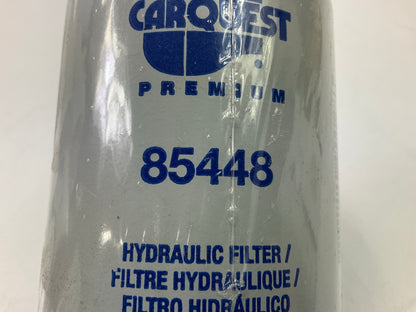 CARQUEST
PREMIUM
85448
HYDRAULIC FILTER /
FILTRE HYDRAULIQUE /
FILTRO HIDRÁULICO